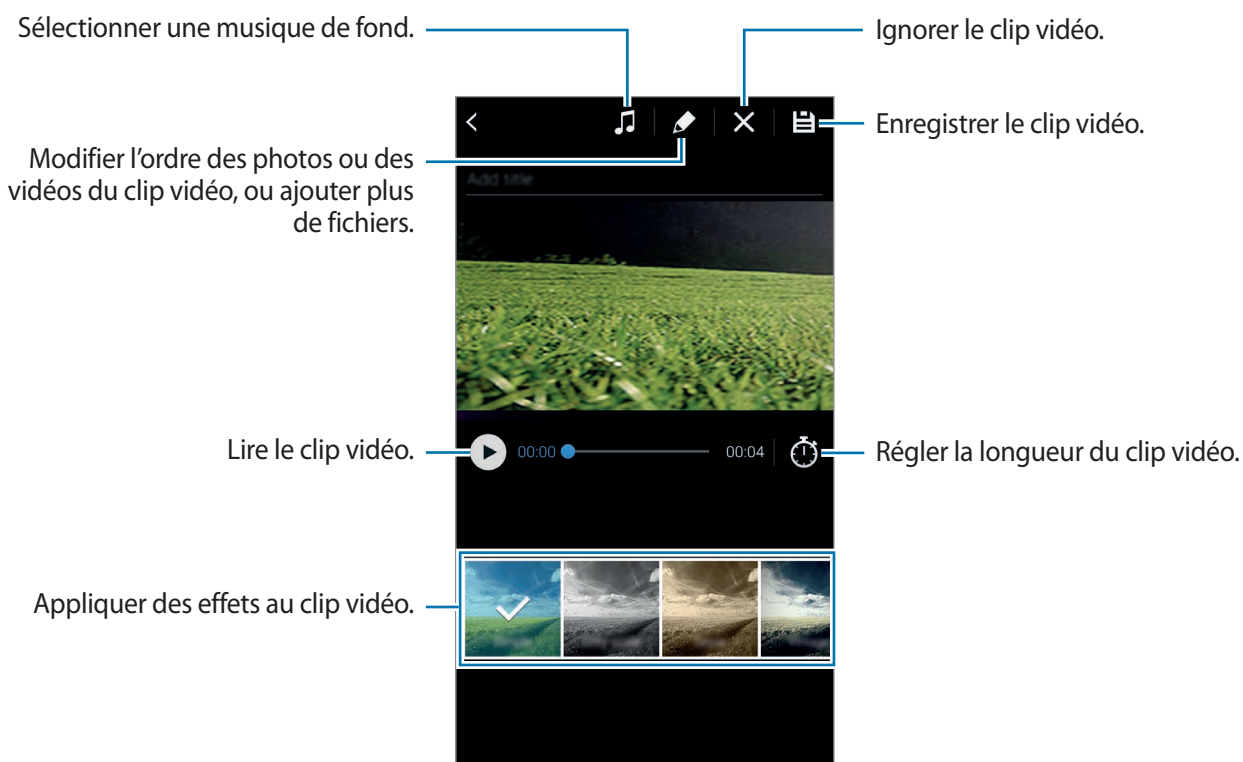 Sélectionner une musique de fond.
Ignorer le clip vidéo.
Enregistrer le clip vidéo.
Modifier l’ordre des photos ou des
vidéos du clip vidéo, ou ajouter plus
de fichiers.
Add title
Lire le clip vidéo.
00:00
00:04
Régler la longueur du clip vidéo.
Appliquer des effets au clip vidéo.